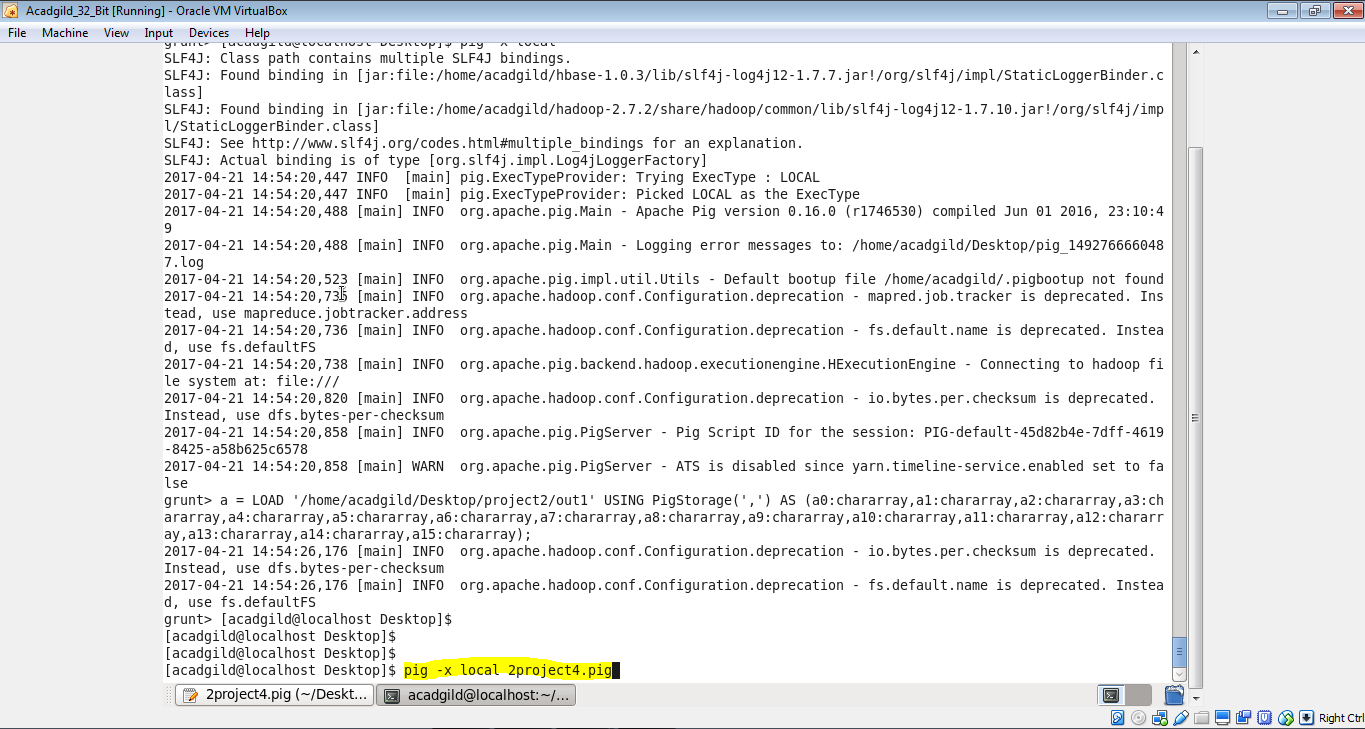 Acadgild_32_Bit [Running] - Oracle VM VirtualBox
File Machine View Input Devices Help
grunt> [acadgild@localhost Desktop]$ pig -x local
SLF4J: Class path contains multiple SLF4J bindings.
SLF4J: Found binding in [jar:file:/home/acadgild/hbase-1.0.3/lib/slf4j-log4j12-1.7.7.jar!/org/slf4j/impl/StaticLoggerBinder.c
lass]
SLF4J: Found binding in [jar:file:/home/acadgild/hadoop-2.7.2/share/hadoop/common/lib/slf4j-log4j12-1.7.10.jar!/org/slf4j/imp
l/StaticLoggerBinder.class]
SLF4J: See http://www.slf4j.org/codes.html#multiple_bindings for an explanation.
SLF4J: Actual binding is of type [org.slf4j.impl.Log4jLoggerFactory]
2017-04-21 14:54:20,447 INFO  [main] pig.ExecTypeProvider: Trying ExecType : LOCAL
2017-04-21 14:54:20,447 INFO  [main] pig.ExecTypeProvider: Picked LOCAL as the ExecType
2017-04-21 14:54:20,488 [main] INFO  org.apache.pig.Main - Apache Pig version 0.16.0 (r1746530) compiled Jun 01 2016, 23:10:4
9
2017-04-21 14:54:20,488 [main] INFO  org.apache.pig.Main - Logging error messages to: /home/acadgild/Desktop/pig_149276666048
7.log
2017-04-21 14:54:20,523 [main] INFO  org.apache.pig.impl.util.Utils - Default bootup file /home/acadgild/.pigbootup not found
2017-04-21 14:54:20,735 [main] INFO  org.apache.hadoop.conf.Configuration.deprecation - mapred.job.tracker is deprecated. Ins
tead, use mapreduce.jobtracker.address
2017-04-21 14:54:20,736 [main] INFO  org.apache.hadoop.conf.Configuration.deprecation - fs.default.name is deprecated. Instea
d, use fs.defaultFS
2017-04-21 14:54:20,738 [main] INFO  org.apache.pig.backend.hadoop.executionengine.HExecutionEngine - Connecting to hadoop fi
le system at: file:///
2017-04-21 14:54:20,820 [main] INFO  org.apache.hadoop.conf.Configuration.deprecation - io.bytes.per.checksum is deprecated.
Instead, use dfs.bytes-per-checksum
2017-04-21 14:54:20,858 [main] INFO  org.apache.pig.PigServer - Pig Script ID for the session: PIG-default-45d82b4e-7dff-4619
-8425-a58b625c6578
2017-04-21 14:54:20,858 [main] WARN  org.apache.pig.PigServer - ATS is disabled since yarn.timeline-service.enabled set to fa
lse
grunt> a = LOAD '/home/acadgild/Desktop/project2/out1' USING PigStorage(',') AS (a0:chararray,a1:chararray,a2:chararray,a3:ch
ararray,a4:chararray,a5:chararray,a6:chararray,a7:chararray,a8:chararray,a9:chararray,a10:chararray,a11:chararray,a12:chararr
ay,a13:chararray,a14:chararray,a15:chararray);
2017-04-21 14:54:26,176 [main] INFO  org.apache.hadoop.conf.Configuration.deprecation - io.bytes.per.checksum is deprecated.
Instead, use dfs.bytes-per-checksum
2017-04-21 14:54:26,176 [main] INFO  org.apache.hadoop.conf.Configuration.deprecation - fs.default.name is deprecated. Instea
d, use fs.defaultFS
grunt> [acadgild@localhost Desktop]$
[acadgild@localhost Desktop]$
[acadgild@localhost Desktop]$
[acadgild@localhost Desktop]$ pig -x local 2project4.pig
2project4.pig (~/Deskt... acadgild@localhost:~/...
Right Ctrl